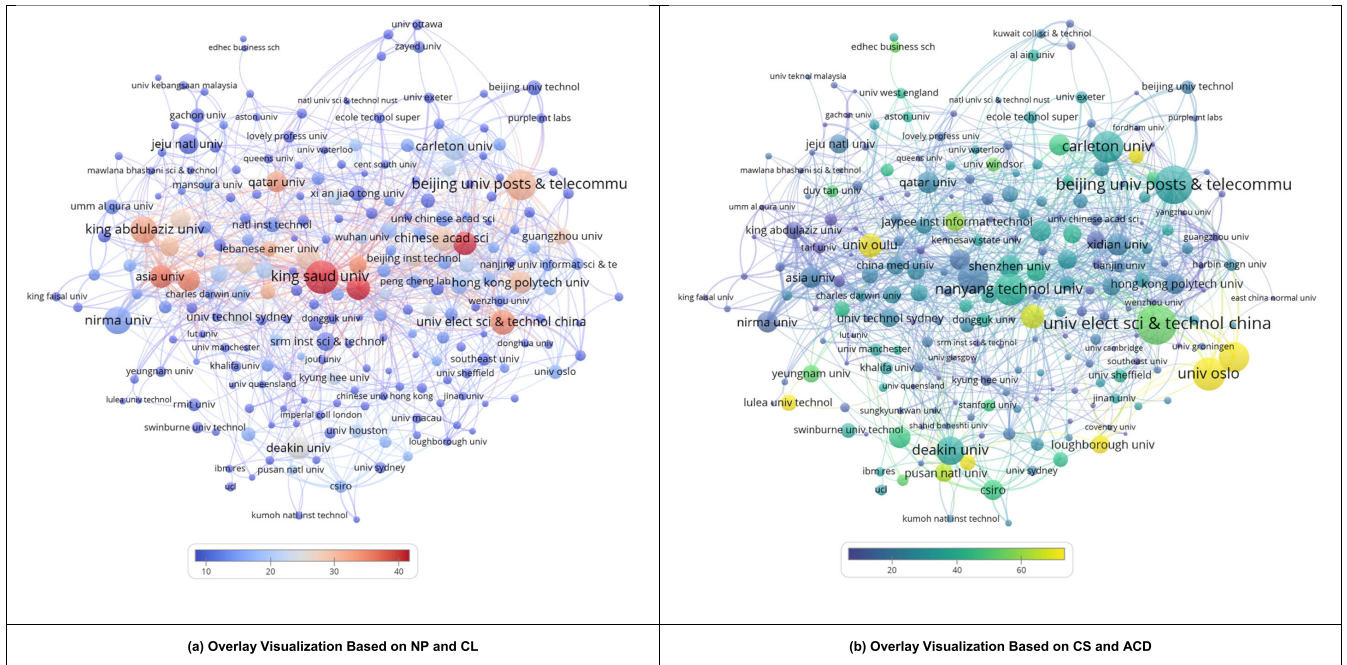 univ ottawa
edhec business sch
zayed univ
univ kebangsaan malaysia
beijing univ technol
natl univ sci & technol nust
univ exeter
gachon univ
aston univ
ecole technol super
purple mt labs
lovely profess univ
jeju natl univ
univ waterloo
carleton univ
queens univ
cent south univ
mawlana bhashani sci & technol
mansoura univ
qatar univ
beijing univ posts & telecommu
xi an jiao tong univ
umm al qura univ
univ chinese acad sci
king abdulaziz univ
natl inst technol
wuhan univ
chinese acad sci
guangzhou univ
lebanese amer univ
beijing inst technol
nanjing univ informat sci & te
asia univ
king saud univ
peng cheng lab
hong kong polytech univ
king faisal univ
charles darwin univ
wenzhou univ
nirma univ
univ technol sydney
dongguk univ
univ elect sci & technol china
lut univ
srm inst sci & technol
donghua univ
univ manchester
jouf univ
southeast univ
khalifa univ
yeungnam univ
kyung hee univ
univ sheffield
univ oslo
univ queensland
lulea univ technol
rmit univ
chinese univ hong kong
jinan univ
imperial coll london
univ macau
swinburne univ technol
univ houston
loughborough univ
deakin univ
ibm res
pusan natl univ
univ sydney
ucl
csiro
kumoh natl inst technol
10
20
30
40
kuwait coll sci & technol
edhec business sch
al ain univ
univ teknol malaysia
beijing univ technol
univ west england
natl univ sci & technol nust
univ exeter
gachon univ
aston univ
ecole technol super
purple mt labs
fordham univ
lovely profess univ
jeju natl univ
univ waterloo
carleton univ
queens univ
univ windsor
mawlana bhashani sci & technol
duy tan univ
qatar univ
beijing univ posts & telecommu
umm al qura univ
yangzhou univ
jaypee inst informat technol
univ chinese acad sci
king abdulaziz univ
kennesaw state univ
guangzhou univ
taif univ
univ oulu
xidian univ
china med univ
shenzhen univ
tianjin univ
harbin engn univ
asia univ
nanyang technol univ
hong kong polytech univ
king faisal univ
charles darwin univ
wenzhou univ
east china normal univ
nirma univ
univ technol sydney
dongguk univ
univ elect sci & technol china
lut univ
srm inst sci & technol
univ manchester
univ glasgow
univ cambridge
univ groningen
khalifa univ
southeast univ
yeungnam univ
kyung hee univ
univ sheffield
univ oslo
univ queensland
lulea univ technol
sungkyunkwan univ
stanford univ
jinan univ
swinburne univ technol
shahid beheshti univ
coventry univ
loughborough univ
deakin univ
ibm res
pusan natl univ
univ sydney
ucl
csiro
kumoh natl inst technol
20
40
60
(a) Overlay Visualization Based on NP and CL
(b) Overlay Visualization Based on CS and ACD